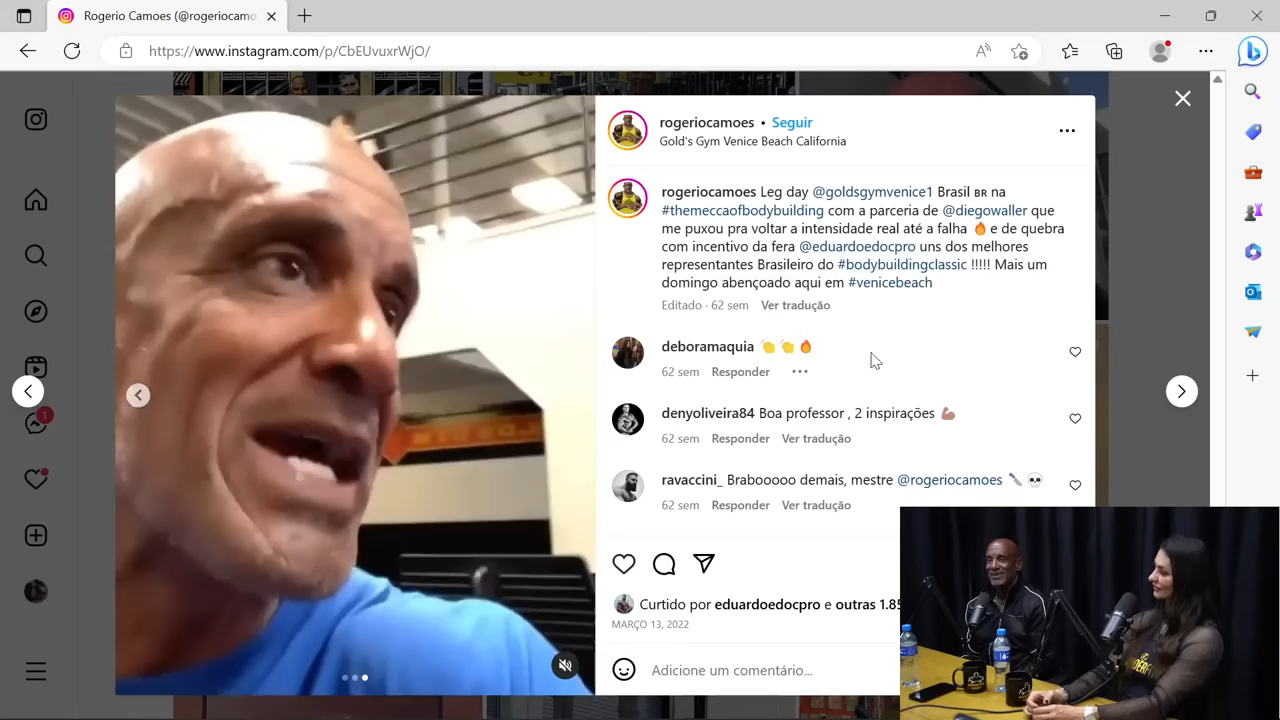 Rogerio Camoes (@rogeriocamo
https://www.instagram.com/p/CbEUvuxrWjO/
rogeriocamoes • Seguir
Gold's Gym Venice Beach California
rogeriocamoes Leg day @goldsgymvenice1 Brasil BR na
#themeccaofbodybuilding com a parceria de @diegowaller que
me puxou pra voltar a intensidade real até a falha 🔥 e de quebra
com incentivo da fera @eduardoedocpro uns dos melhores
representantes Brasileiro do #bodybuildingclassic !!!!! Mais um
domingo abençoado aqui em #venicebeach
Editado · 62 sem Ver tradução
deboramaquia 👏 👏 🔥
62 sem Responder
denyoliveira84 Boa professor , 2 inspirações 💪🏽
62 sem Responder Ver tradução
ravaccini_ Brabooooo demais, mestre @rogeriocamoes 🔪 💀
62 sem Responder Ver tradução
1
Curtido por eduardoedocpro e outras 1.85
MARÇO 13, 2022
Adicione um comentário...